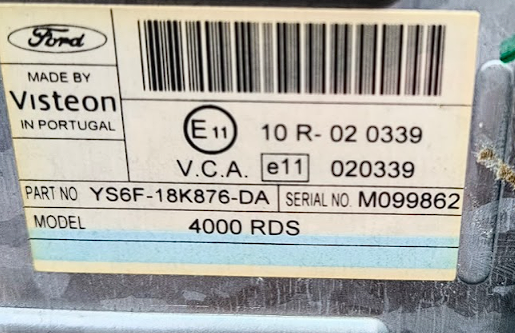 Ford
MADE BY
Visteon
IN PORTUGAL
E11 10 R- 02 0339
V.C.A. e11 020339
PART NO YS6F-18K876-DA SERIAL NO. M099862
MODEL 4000 RDS